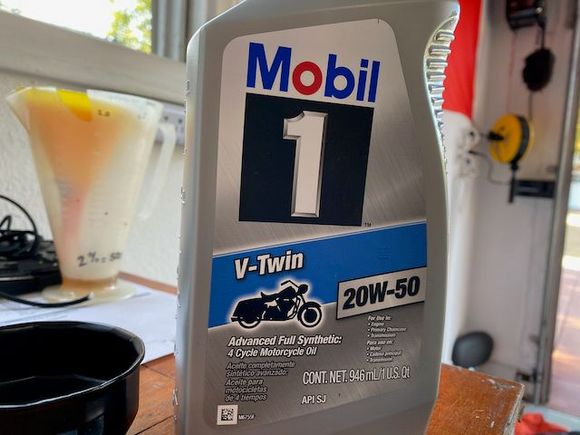 Mobil
1
TM
V-Twin
20W-50
Advanced Full Synthetic:
4 Cycle Motorcycle Oil
Aceite completamente
sintético avanzado:
Aceite para
motocicletas
de 4 tiempos
For Use In:
• Engine
• Primary Chaincase
• Transmission
Para uso en:
• Motor
• Cadena principal
• Transmisión
CONT. NET. 946 mL/1 U.S. Qt
API SJ
2%=